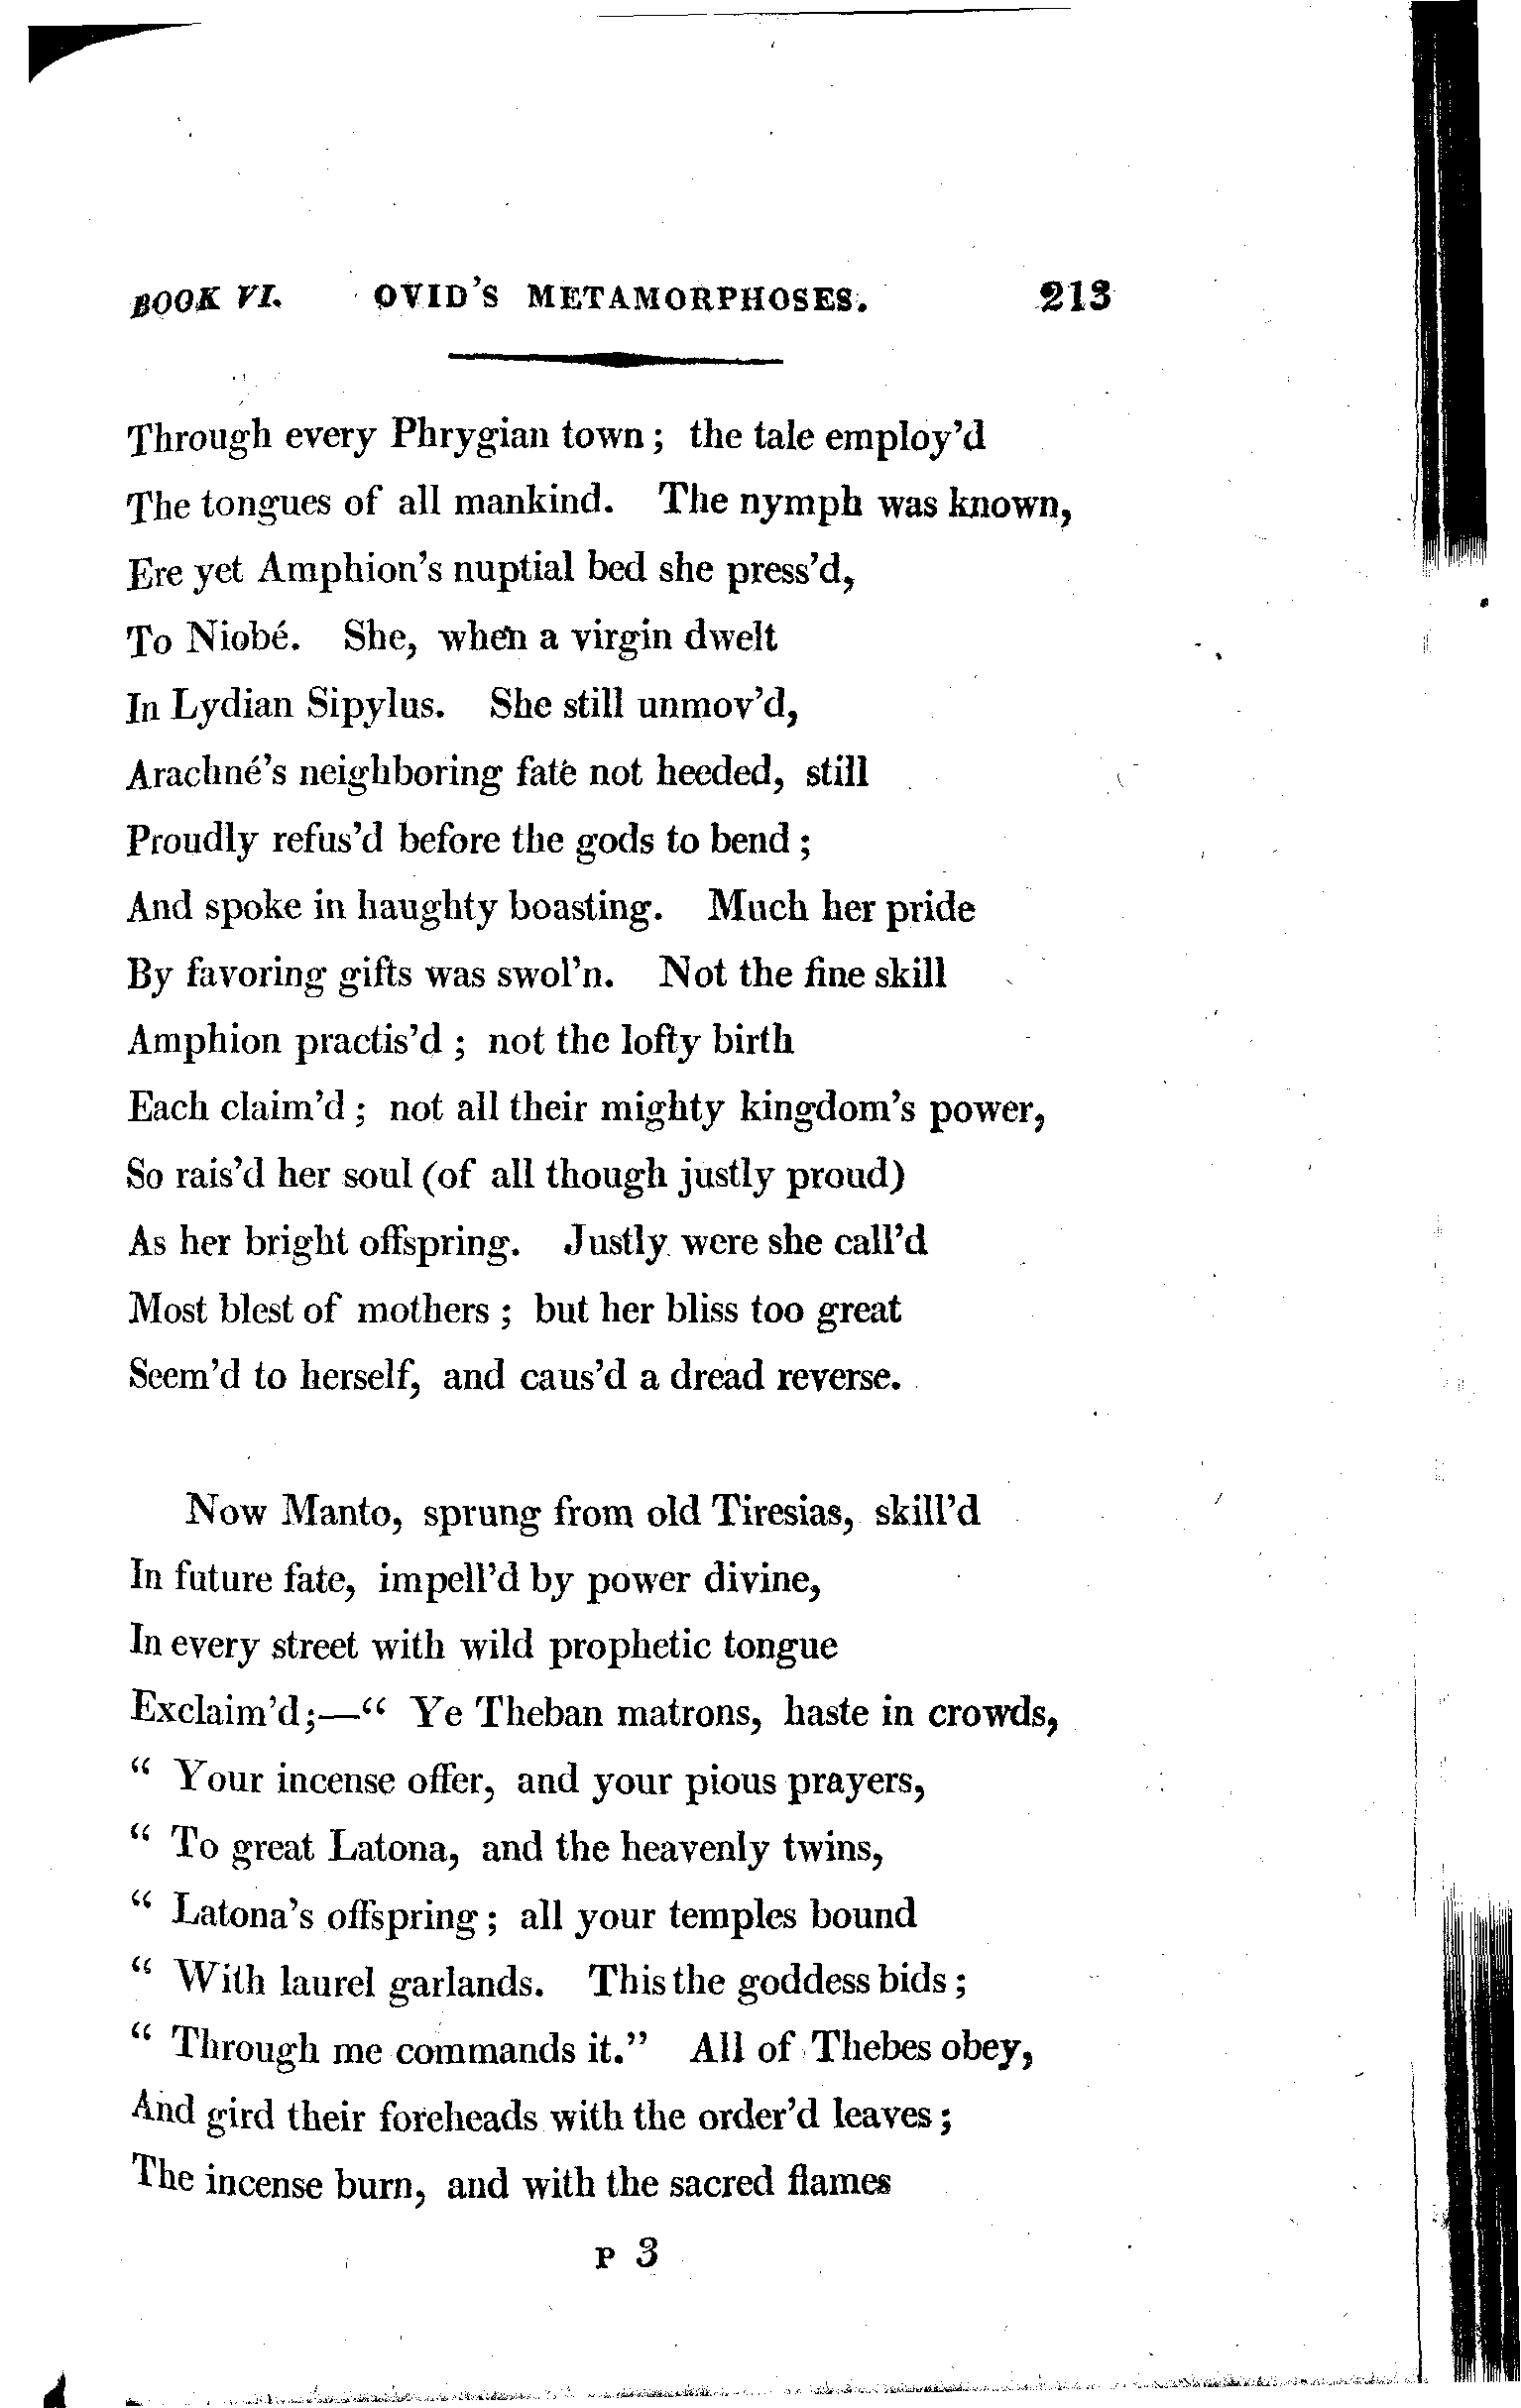 BOOK VI. OVID'S METAMORPHOSES. 213
Through every Phrygian town; the tale employ'd
The tongues of all mankind. The nymph was known,
Ere yet Amphion's nuptial bed she press'd,
To Niobé. She, when a virgin dwelt
In Lydian Sipylus. She still unmov'd,
Arachné's neighboring fate not heeded, still
Proudly refus'd before the gods to bend;
And spoke in haughty boasting. Much her pride
By favoring gifts was swol'n. Not the fine skill
Amphion practis'd; not the lofty birth
Each claim'd; not all their mighty kingdom's power,
So rais'd her soul (of all though justly proud)
As her bright offspring. Justly were she call'd
Most blest of mothers; but her bliss too great
Seem'd to herself, and caus'd a dread reverse.
Now Manto, sprung from old Tiresias, skill'd
In future fate, impell'd by power divine,
In every street with wild prophetic tongue
Exclaim'd;—“ Ye Theban matrons, haste in crowds,
“ Your incense offer, and your pious prayers,
“ To great Latona, and the heavenly twins,
“ Latona's offspring; all your temples bound
“ With laurel garlands. This the goddess bids;
“ Through me commands it.” All of Thebes obey,
And gird their foreheads with the order'd leaves;
The incense burn, and with the sacred flames
P 3